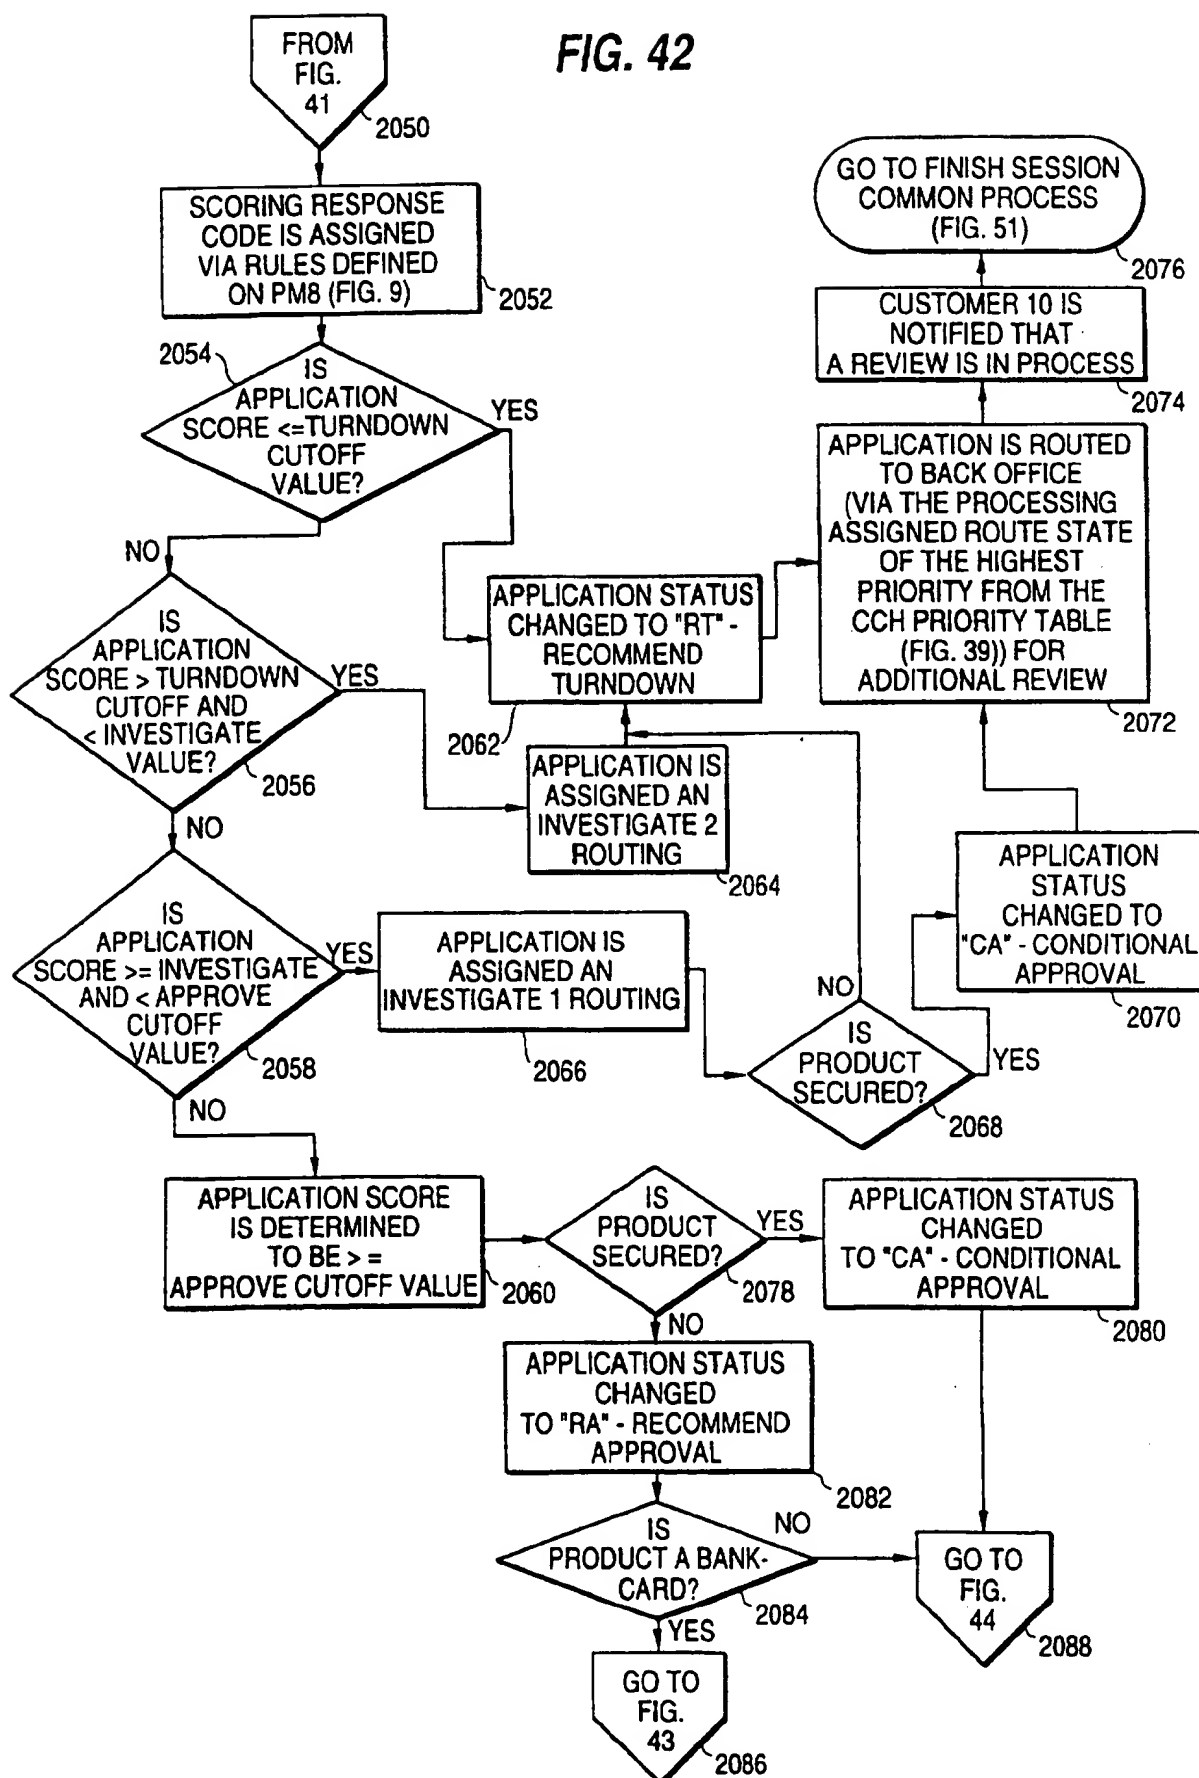 FIG. 42
FROM
FIG.
41
2050
SCORING RESPONSE
CODE IS ASSIGNED
VIA RULES DEFINED
ON PM8 (FIG. 9)
2052
GO TO FINISH SESSION
COMMON PROCESS
(FIG. 51)
2076
CUSTOMER 10 IS
NOTIFIED THAT
A REVIEW IS IN PROCESS
2074
2054
IS
APPLICATION
SCORE <=TURNDOWN
CUTOFF
VALUE?
YES
NO
APPLICATION IS ROUTED
TO BACK OFFICE
(VIA THE PROCESSING
ASSIGNED ROUTE STATE
OF THE HIGHEST
PRIORITY FROM THE
CCH PRIORITY TABLE
(FIG. 39)) FOR
ADDITIONAL REVIEW
2072
APPLICATION STATUS
CHANGED TO "RT" -
RECOMMEND
TURNDOWN
2062
IS
APPLICATION
SCORE > TURNDOWN
CUTOFF AND
< INVESTIGATE
VALUE?
2056
YES
NO
APPLICATION IS
ASSIGNED AN
INVESTIGATE 2
ROUTING
2064
APPLICATION
STATUS
CHANGED TO
"CA" - CONDITIONAL
APPROVAL
2070
IS
APPLICATION
SCORE >= INVESTIGATE
AND < APPROVE
CUTOFF
VALUE?
2058
YES
NO
APPLICATION IS
ASSIGNED AN
INVESTIGATE 1 ROUTING
2066
NO
IS
PRODUCT
SECURED?
YES
2068
APPLICATION SCORE
IS DETERMINED
TO BE > =
APPROVE CUTOFF VALUE
2060
IS
PRODUCT
SECURED?
YES
2078
NO
APPLICATION STATUS
CHANGED
TO "CA" - CONDITIONAL
APPROVAL
2080
APPLICATION STATUS
CHANGED
TO "RA" - RECOMMEND
APPROVAL
2082
IS
PRODUCT A BANK-
CARD?
NO
2084
YES
GO TO
FIG.
44
2088
GO TO
FIG.
43
2086